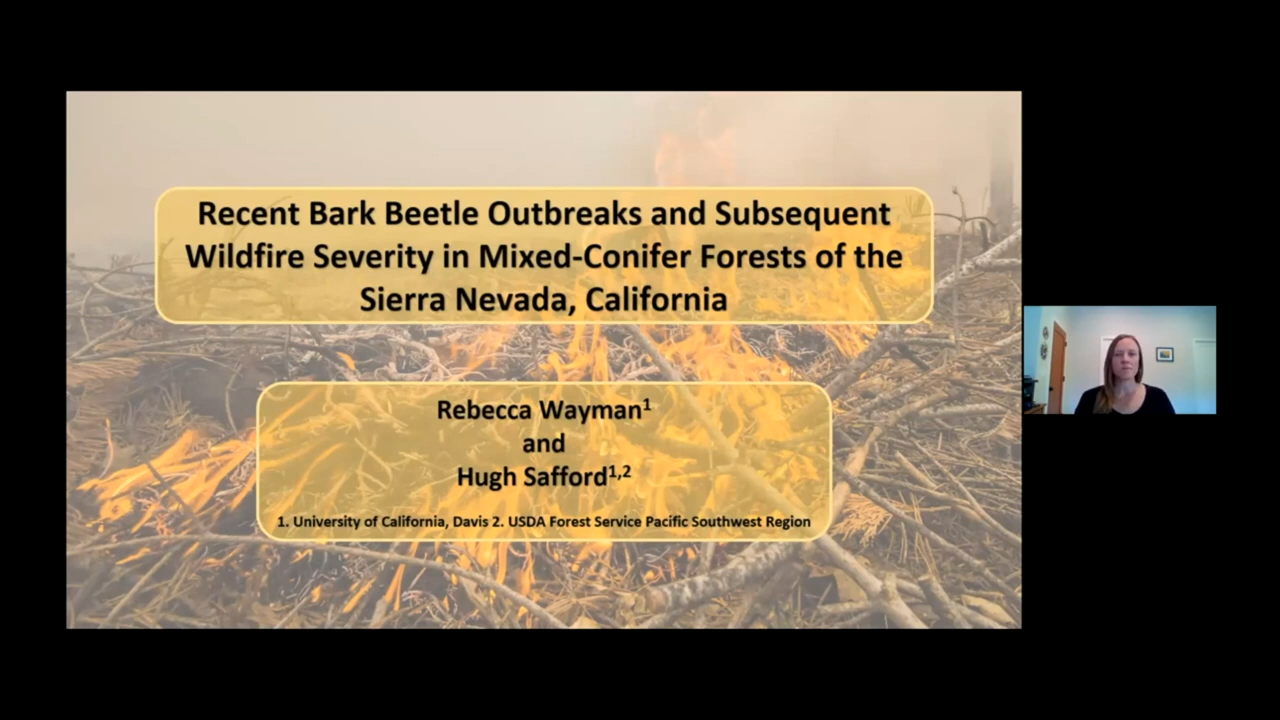 Recent Bark Beetle Outbreaks and Subsequent
Wildfire Severity in Mixed-Conifer Forests of the
Sierra Nevada, California
Rebecca Wayman¹
and
Hugh Safford¹,²
1. University of California, Davis 2. USDA Forest Service Pacific Southwest Region